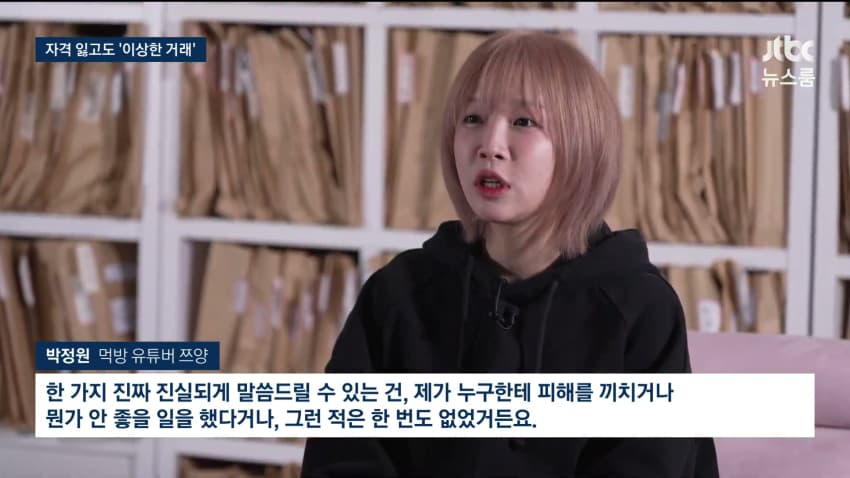 자격 잃고도 '이상한 거래'
jtbc
뉴스룸
박정원 먹방 유튜버 쯔양
한 가지 진짜 진실되게 말씀드릴 수 있는 건, 제가 누구한테 피해를 끼치거나
뭔가 안 좋을 일을 했다거나, 그런 적은 한 번도 없었거든요.